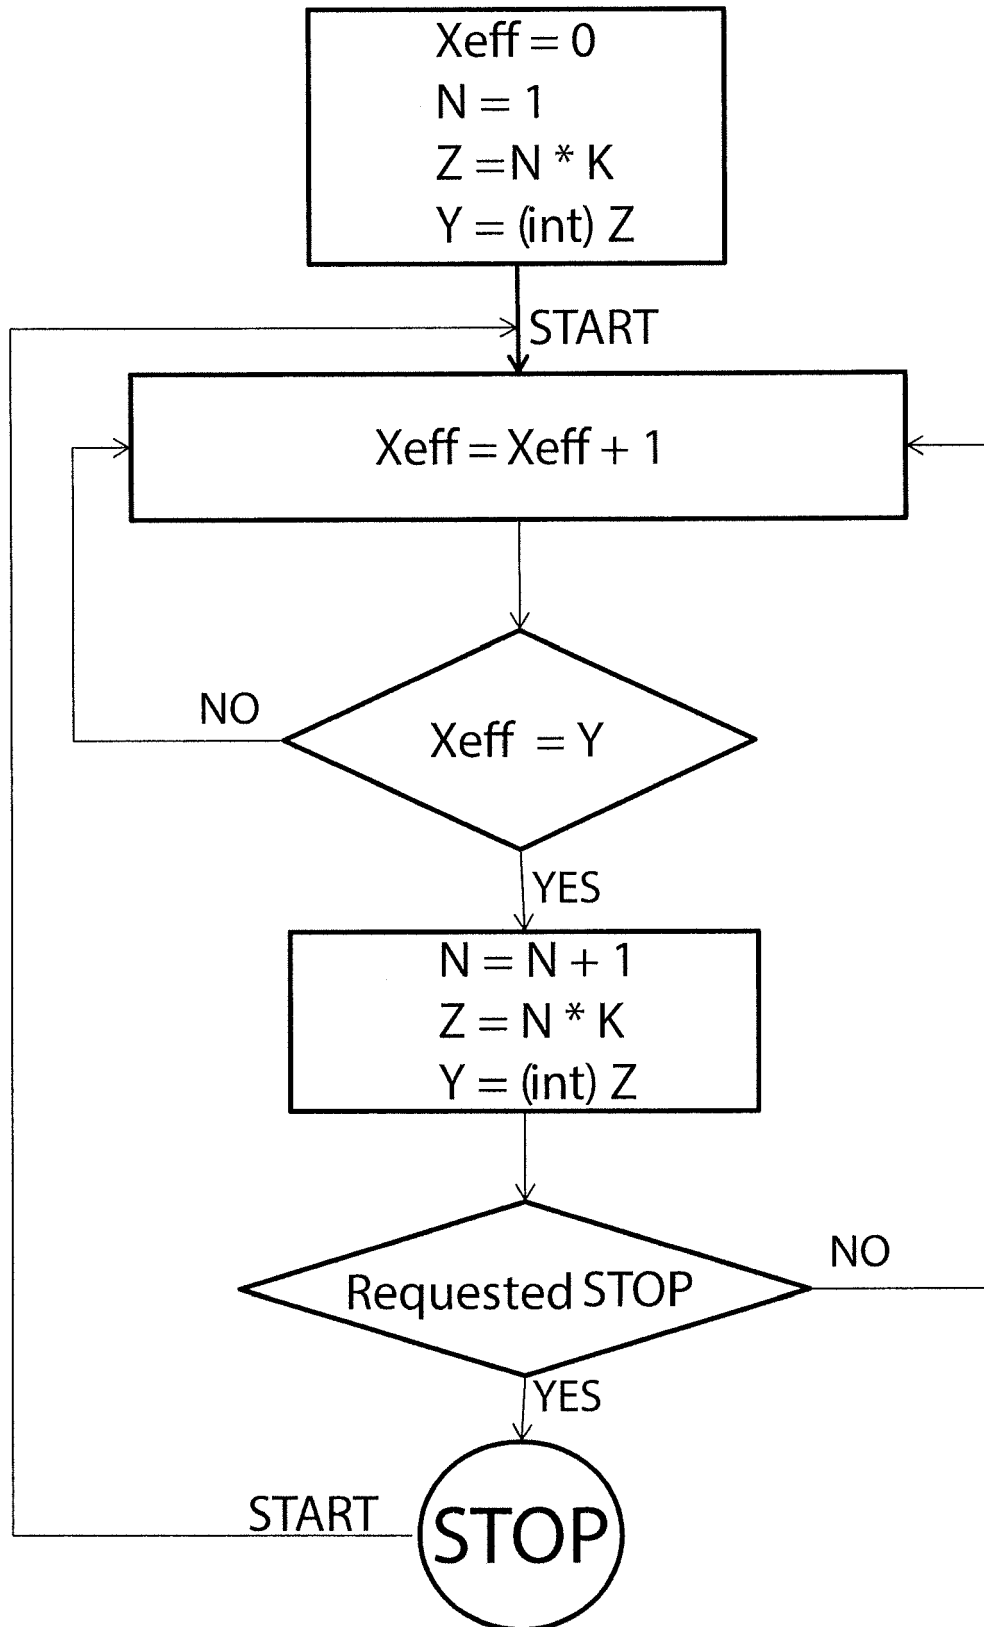 Xeff = 0
N = 1
Z = N * K
Y = (int) Z
START
Xeff = Xeff + 1
NO
Xeff = Y
YES
N = N + 1
Z = N * K
Y = (int) Z
Requested STOP
NO
YES
START
STOP